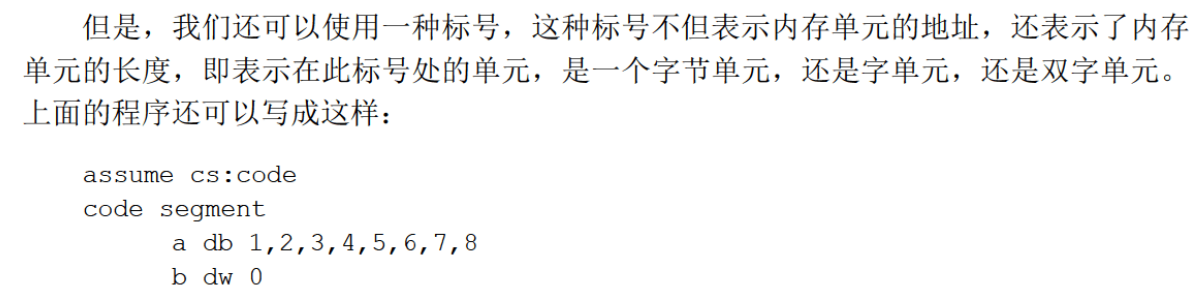 但是，我们还可以使用一种标号，这种标号不但表示内存单元的地址，还表示了内存
单元的长度，即表示在此标号处的单元，是一个字节单元，还是字单元，还是双字单元。
上面的程序还可以写成这样：
assume cs:code
code segment
a db 1,2,3,4,5,6,7,8
b dw 0